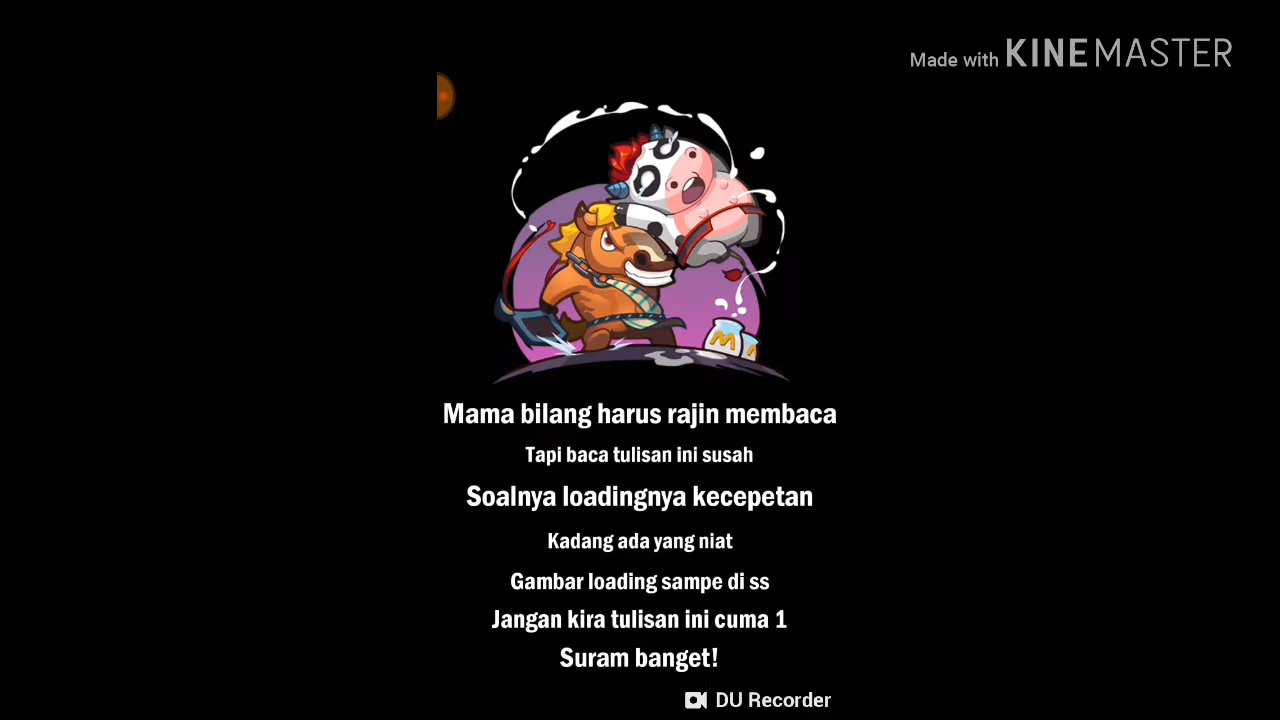 Made with KINEMASTER
M
Mama bilang harus rajin membaca
Tapi baca tulisan ini susah
Soalnya loadingnya kecepetan
Kadang ada yang niat
Gambar loading sampe di ss
Jangan kira tulisan ini cuma 1
Suram banget!
DU Recorder